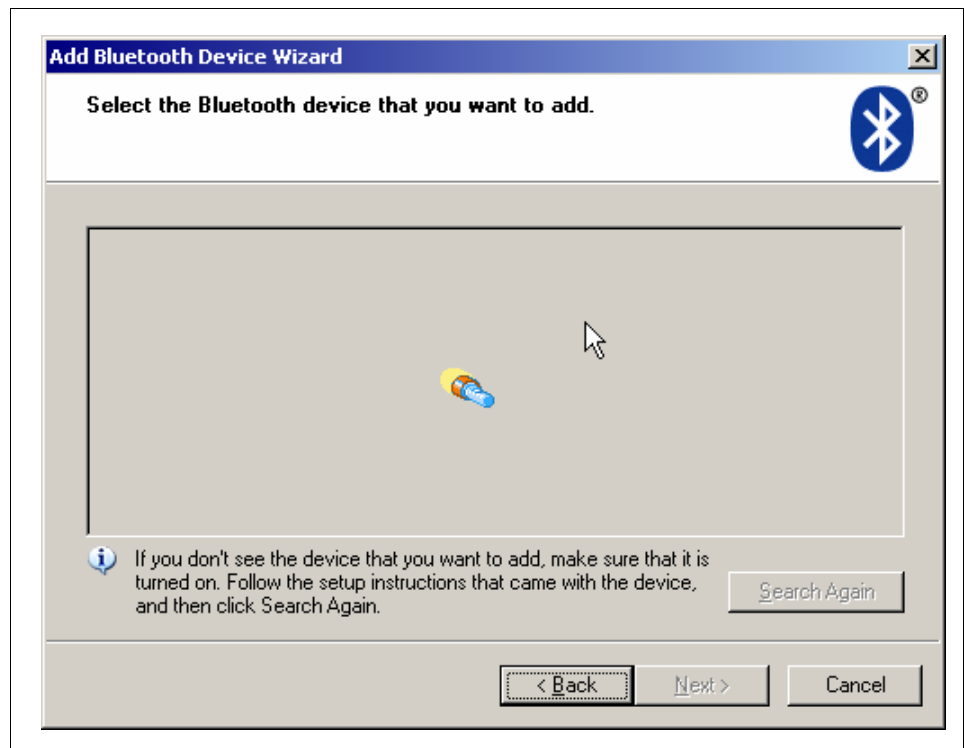 Add Bluetooth Device Wizard
Select the Bluetooth device that you want to add.
®
If you don't see the device that you want to add, make sure that it is
turned on. Follow the setup instructions that came with the device,
and then click Search Again.
Search Again
< Back
Next >
Cancel